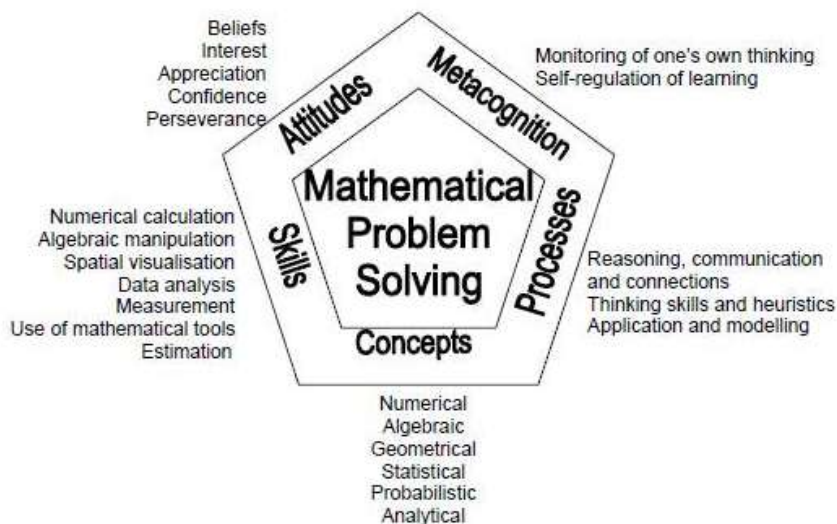 Beliefs
Interest
Appreciation
Confidence
Perseverance
Attitudes
Metacognition
Monitoring of one's own thinking
Self-regulation of learning
Mathematical
Problem
Solving
Numerical calculation
Algebraic manipulation
Spatial visualisation
Data analysis
Measurement
Use of mathematical tools
Estimation
Skills
Processes
Reasoning, communication
and connections
Thinking skills and heuristics
Application and modelling
Concepts
Numerical
Algebraic
Geometrical
Statistical
Probabilistic
Analytical